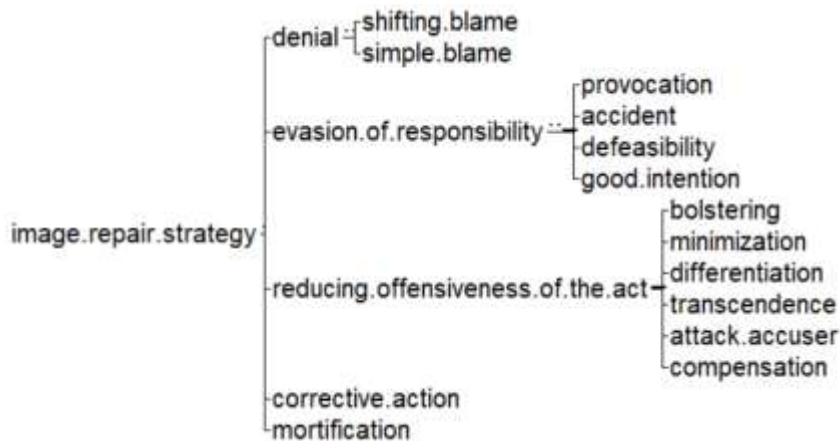 shifting.blame
denial
simple.blame
provocation
accident
evasion.of.responsibility
defeasibility
good.intention
bolstering
image.repair.strategy
minimization
differentiation
reducing.offensiveness.of.the.act
transcendence
attack.accuser
compensation
corrective.action
mortification